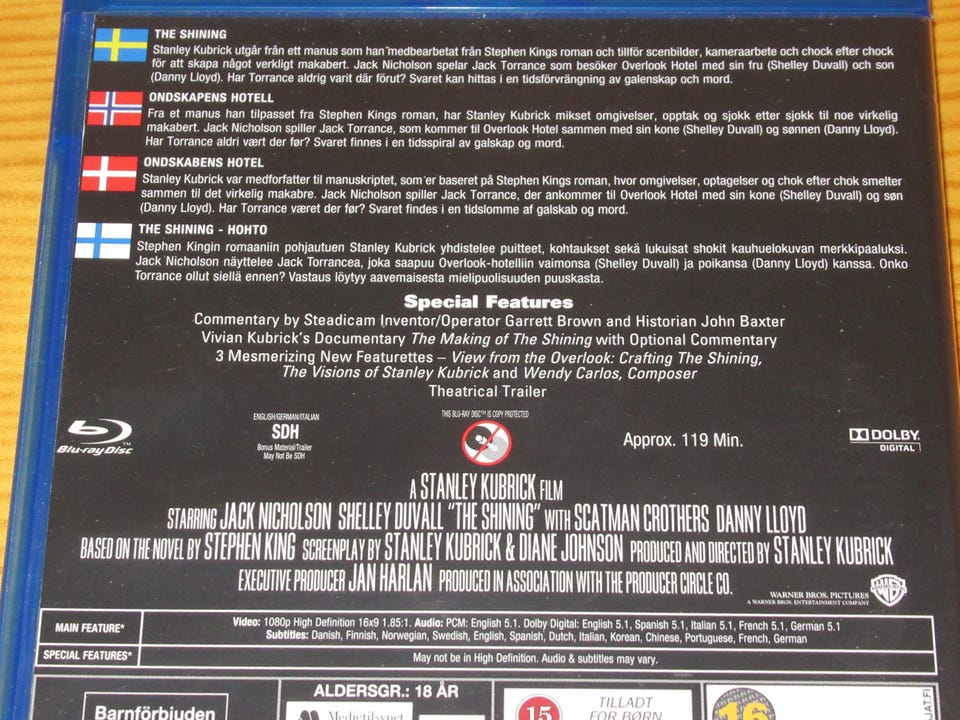 THE SHINING
Stanley Kubrick utgår från ett manus som han medbearbetat från Stephen Kings roman och tillför scenbilder, kameraarbete och chock efter chock
för att skapa något verkligt makabert. Jack Nicholson spelar Jack Torrance som besöker Overlook Hotel med sin fru (Shelley Duvall) och son
(Danny Lloyd). Har Torrance aldrig varit där förut? Svaret kan hittas i en tidsförvrängning av galenskap och mord.
ONDSKAPENS HOTELL
Fra et manus han tilpasset fra Stephen Kings roman, har Stanley Kubrick mikset omgivelser, opptak og sjokk etter sjokk til noe virkelig
makabert. Jack Nicholson spiller Jack Torrance, som kommer til Overlook Hotel sammen med sin kone (Shelley Duvall) og sønnen (Danny Lloyd).
Har Torrance aldri vært der før? Svaret finnes i en tidsspiral av galskap og mord.
ONDSKABENS HOTEL
Stanley Kubrick var medforfatter til manuskriptet, som er baseret på Stephen Kings roman, hvor omgivelser, optagelser og chok efter chok smelter
sammen til det virkelig makabre. Jack Nicholson spiller Jack Torrance, der ankommer til Overlook Hotel med sin kone (Shelley Duvall) og søn
(Danny Lloyd). Har Torrance været der før? Svaret findes i en tidslomme af galskab og mord.
THE SHINING - HOHTO
Stephen Kingin romaaniin pohjautuen Stanley Kubrick yhdistelee puitteet, kohtaukset sekä lukuisat shokit kauhuelokuvan merkkipaaluksi.
Jack Nicholson näyttelee Jack Torrancea, joka saapuu Overlook-hotelliin vaimonsa (Shelley Duvall) ja poikansa (Danny Lloyd) kanssa. Onko
Torrance ollut siellä ennen? Vastaus löytyy aavemaisesta mielipuolisuuden puuskasta.
Special Features
Commentary by Steadicam Inventor/Operator Garrett Brown and Historian John Baxter
Vivian Kubrick's Documentary The Making of The Shining with Optional Commentary
3 Mesmerizing New Featurettes – View from the Overlook: Crafting The Shining,
The Visions of Stanley Kubrick and Wendy Carlos, Composer
Theatrical Trailer
Blu-ray Disc™
ENGLISH/GERMAN/ITALIAN
SDH
Bonus Material/Trailer
May Not Be SDH
THIS BLU-RAY DISC™ IS COPY PROTECTED
Approx. 119 Min.
DOLBY
DIGITAL
A STANLEY KUBRICK FILM
STARRING JACK NICHOLSON SHELLEY DUVALL "THE SHINING" WITH SCATMAN CROTHERS DANNY LLOYD
BASED ON THE NOVEL BY STEPHEN KING SCREENPLAY BY STANLEY KUBRICK & DIANE JOHNSON PRODUCED AND DIRECTED BY STANLEY KUBRICK
EXECUTIVE PRODUCER JAN HARLAN PRODUCED IN ASSOCIATION WITH THE PRODUCER CIRCLE CO.
WARNER BROS. PICTURES
A WARNER BROS. ENTERTAINMENT COMPANY
MAIN FEATURE*
Video: 1080p High Definition 16x9 1.85:1. Audio: PCM: English 5.1. Dolby Digital: English 5.1, Spanish 5.1, Italian 5.1, French 5.1, German 5.1
Subtitles: Danish, Finnish, Norwegian, Swedish, English, Spanish, Dutch, Italian, Korean, Chinese, Portuguese, French, German
SPECIAL FEATURES*
May not be in High Definition. Audio & subtitles may vary.
Barnförbjuden
ALDERSGR.: 18 ÅR
Medietilsynet
15
TILLADT
FOR BØRN
16